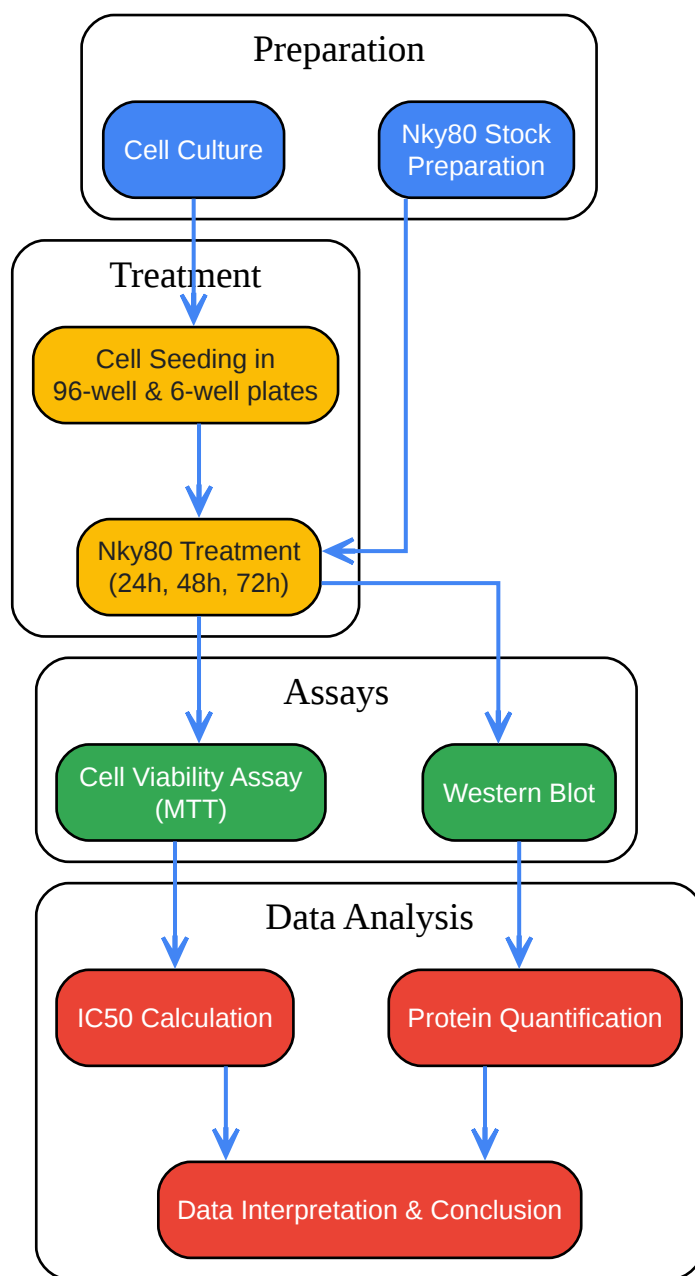 Preparation
Cell Culture
Nky80 Stock
Preparation
Treatment
Cell Seeding in
96-well & 6-well plates
Nky80 Treatment
(24h, 48h, 72h)
Assays
Cell Viability Assay
(MTT)
Western Blot
Data Analysis
IC50 Calculation
Protein Quantification
Data Interpretation & Conclusion